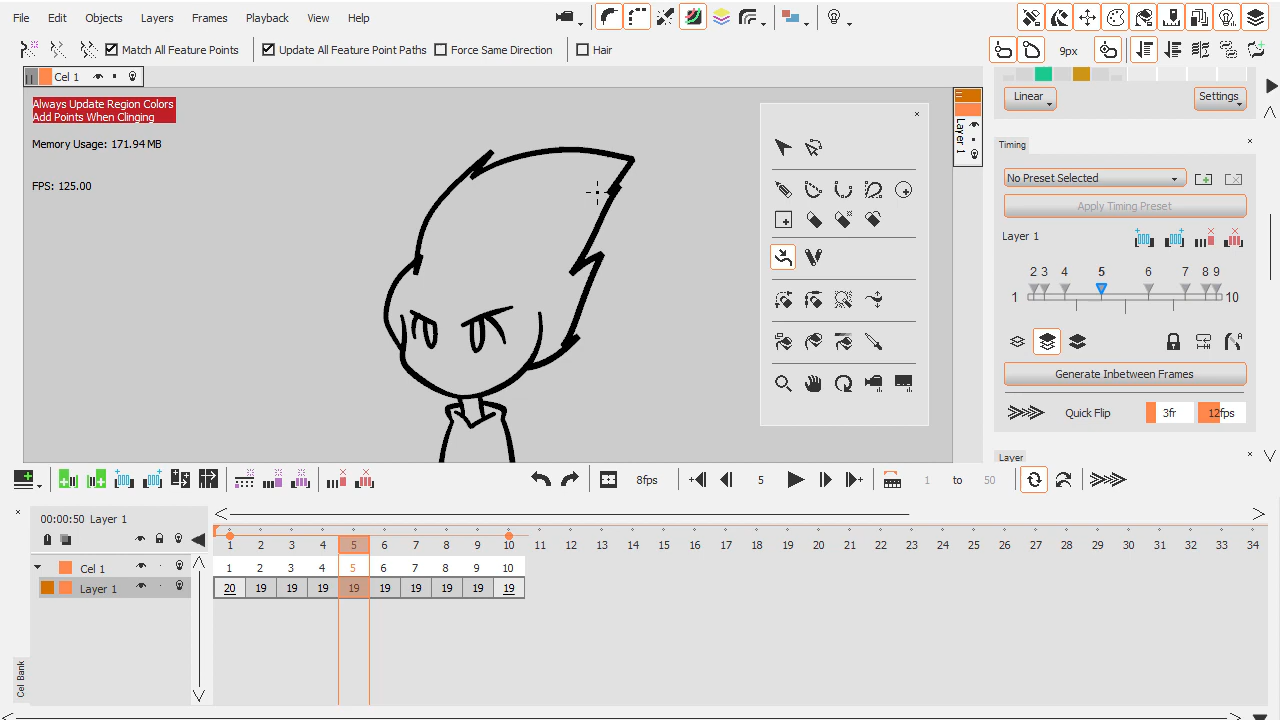 File Edit Objects Layers Frames Playback View Help
Match All Feature Points Update All Feature Point Paths Force Same Direction Hair 9px
Cel 1
Always Update Region Colors
Add Points When Clinging
Memory Usage: 171.94 MB
FPS: 125.00
Layer 1
Linear Settings
Timing
No Preset Selected
Apply Timing Preset
Layer 1
2 3 4 5 6 7 8 9
1 10
Generate Inbetween Frames
Quick Flip 3fr 12fps
Layer
8fps 5 1 to 50
00:00:50 Layer 1
1 2 3 4 5 6 7 8 9 10 11 12 13 14 15 16 17 18 19 20 21 22 23 24 25 26 27 28 29 30 31 32 33 34
Cel 1 1 2 3 4 5 6 7 8 9 10
Layer 1 20 19 19 19 19 19 19 19 19 19
Cel Bank